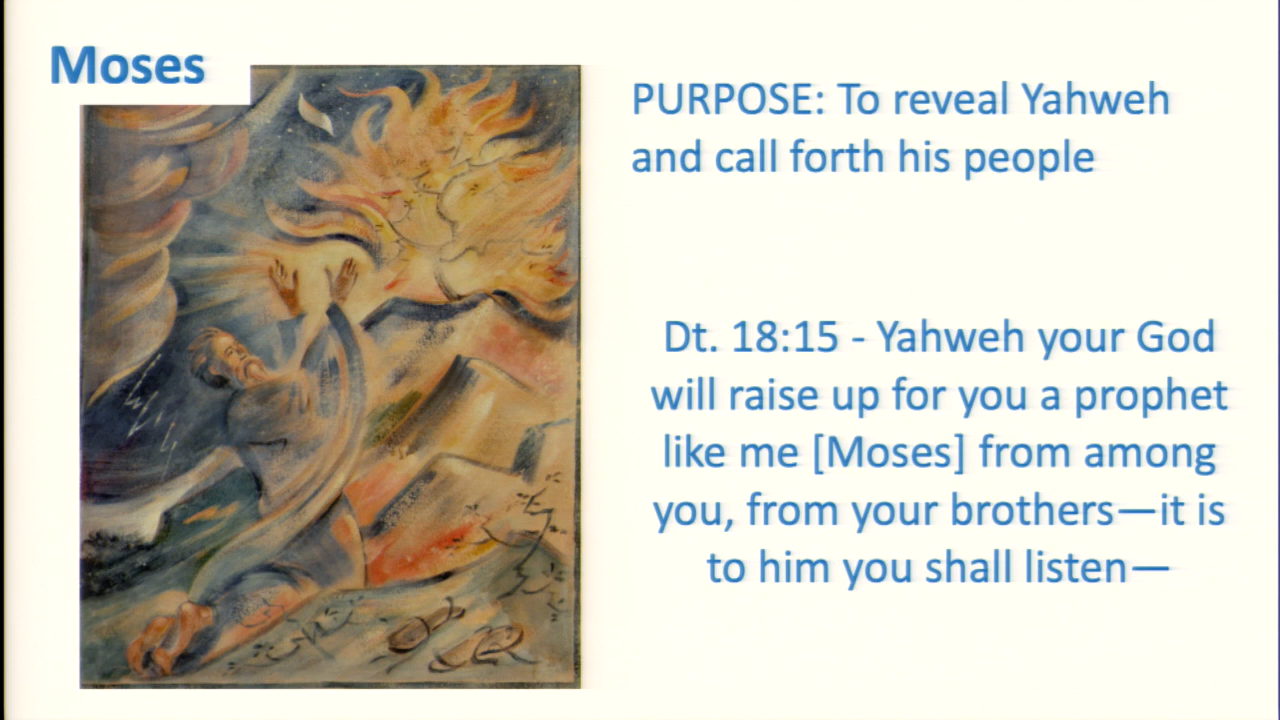 Moses
PURPOSE: To reveal Yahweh
and call forth his people
Dt. 18:15 - Yahweh your God
will raise up for you a prophet
like me [Moses] from among
you, from your brothers—it is
to him you shall listen—